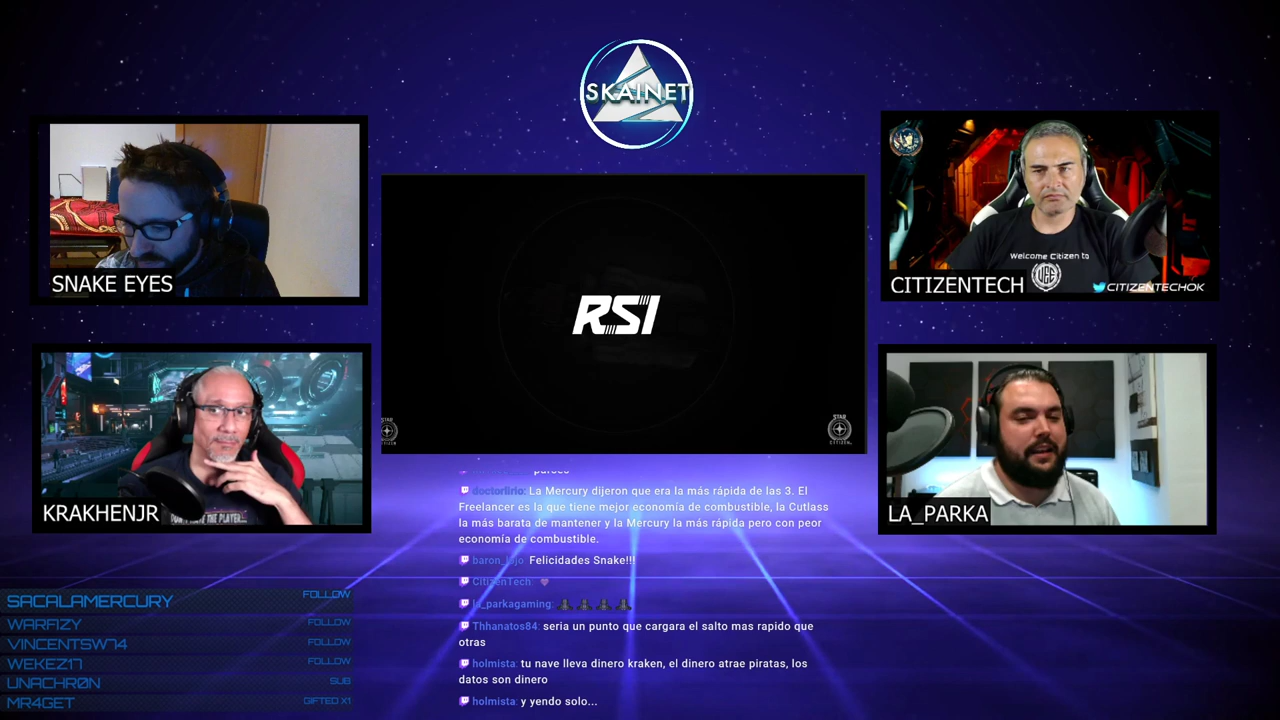 SKAINET
SNAKE EYES
RSI
STAR
CITIZEN
Welcome Citizen to
UEE
CITIZENTECH
CITIZENTECHOK
KRAKHENJR
LA_PARKA
doctorlirio: La Mercury dijeron que era la más rápida de las 3. El
Freelancer es la que tiene mejor economía de combustible, la Cutlass
la más barata de mantener y la Mercury la más rápida pero con peor
economía de combustible.
Felicidades Snake!!!
CitizenTech:
la_parkagaming:
Thhanatos84: seria un punto que cargara el salto mas rapido que
otras
holmista: tu nave lleva dinero kraken, el dinero atrae piratas, los
datos son dinero
holmista: y yendo solo...
SACALAMERCURY FOLLOW
WARFIZY FOLLOW
VINCENTSW74 FOLLOW
WEKEZ17 FOLLOW
UNACHRØN SUB
MR4GET GIFTED X1